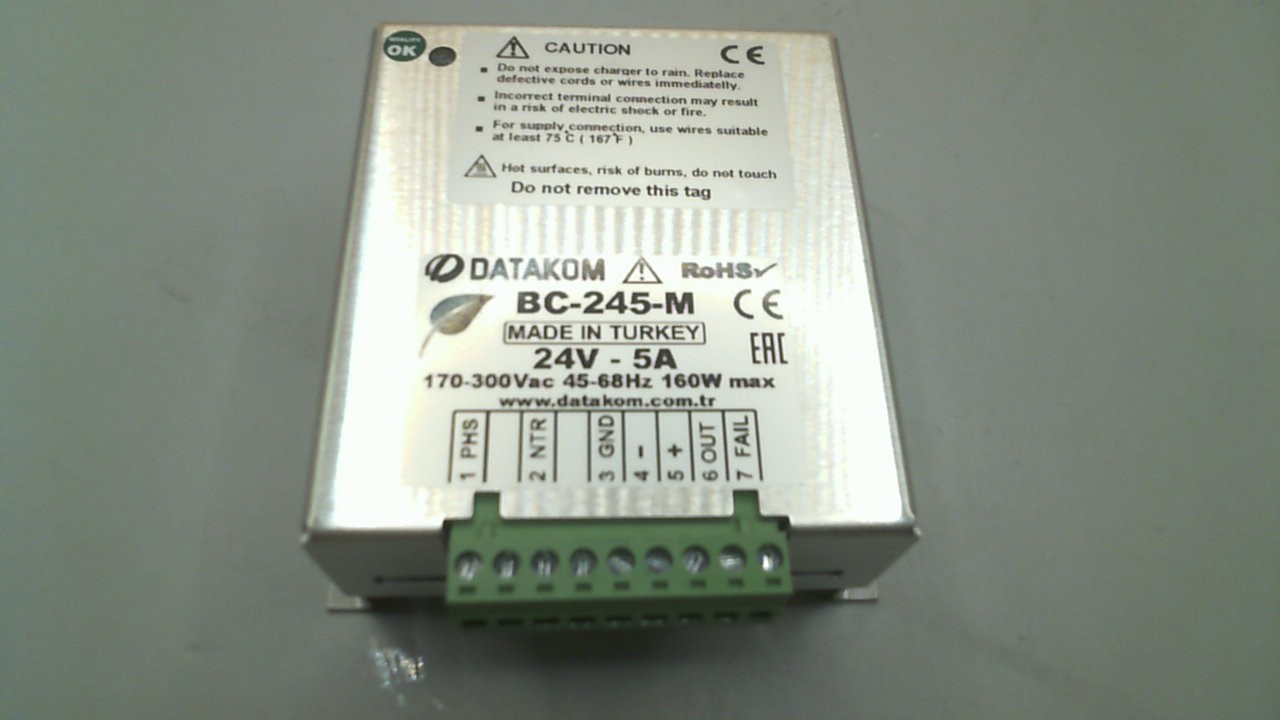 QUALITY
OK
CAUTION
CE
Do not expose charger to rain. Replace
defective cords or wires immediatelly.
Incorrect terminal connection may result
in a risk of electric shock or fire.
For supply connection, use wires suitable
at least 75°C ( 167°F )
Hot surfaces, risk of burns, do not touch
Do not remove this tag
DATAKOM
RoHS✓
BC-245-M
CE
MADE IN TURKEY
24V - 5A
EAC
170-300Vac 45-68Hz 160W max
www.datakom.com.tr
1 PHS
2 NTR
3 GND
4 -
5 +
6 OUT
7 FAIL